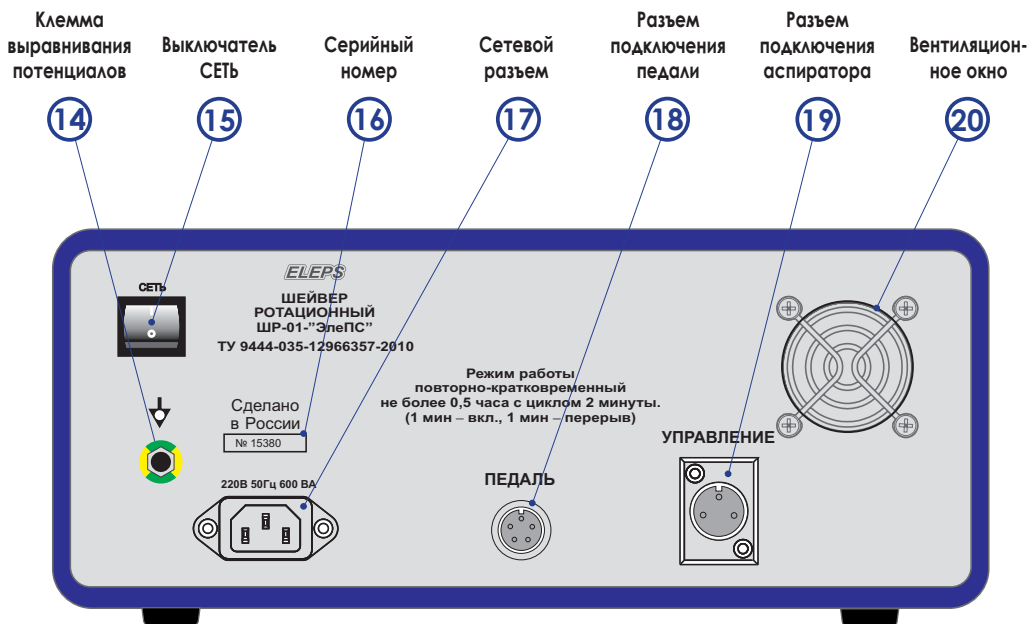 Клемма
выравнивания
потенциалов
Выключатель
СЕТЬ
Серийный
номер
Сетевой
разъем
Разъем
подключения
педали
Разъем
подключения
аспиратора
Вентиляцион-
ное окно
14
15
16
17
18
19
20
СЕТЬ
ELEPS
ШЕЙВЕР
РОТАЦИОННЫЙ
ШР-01-"ЭлеПС"
ТУ 9444-035-12966357-2010
Режим работы
повторно-кратковременный
не более 0,5 часа с циклом 2 минуты.
(1 мин – вкл., 1 мин – перерыв)
Сделано
в России
№ 15380
220В 50Гц 600 ВА
ПЕДАЛЬ
УПРАВЛЕНИЕ